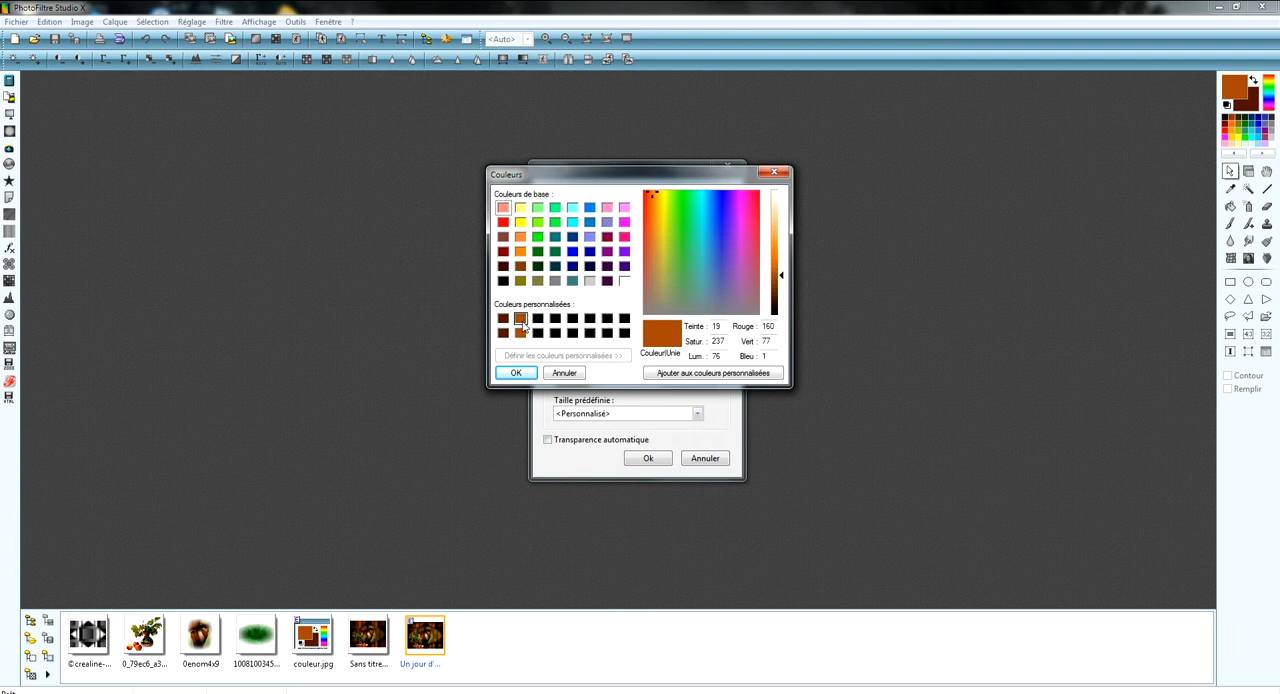 PhotoFiltre Studio X
Fichier Edition Image Calque Sélection Réglage Filtre Affichage Outils Fenêtre ?
<Auto>
Couleurs
Couleurs de base :
Couleurs personnalisées :
Teinte : 19 Rouge : 160
Satur. : 237 Vert : 77
Couleur|Unie Lum. : 76 Bleu : 1
Définir les couleurs personnalisées >>
OK Annuler Ajouter aux couleurs personnalisées
Contour
Remplir
Taille prédéfinie :
<Personnalisé>
Transparence automatique
Ok Annuler
©crealine-... 0_79ec6_a3... 0enom4x9 1008100345... couleur.jpg Sans titre... Un jour d'...